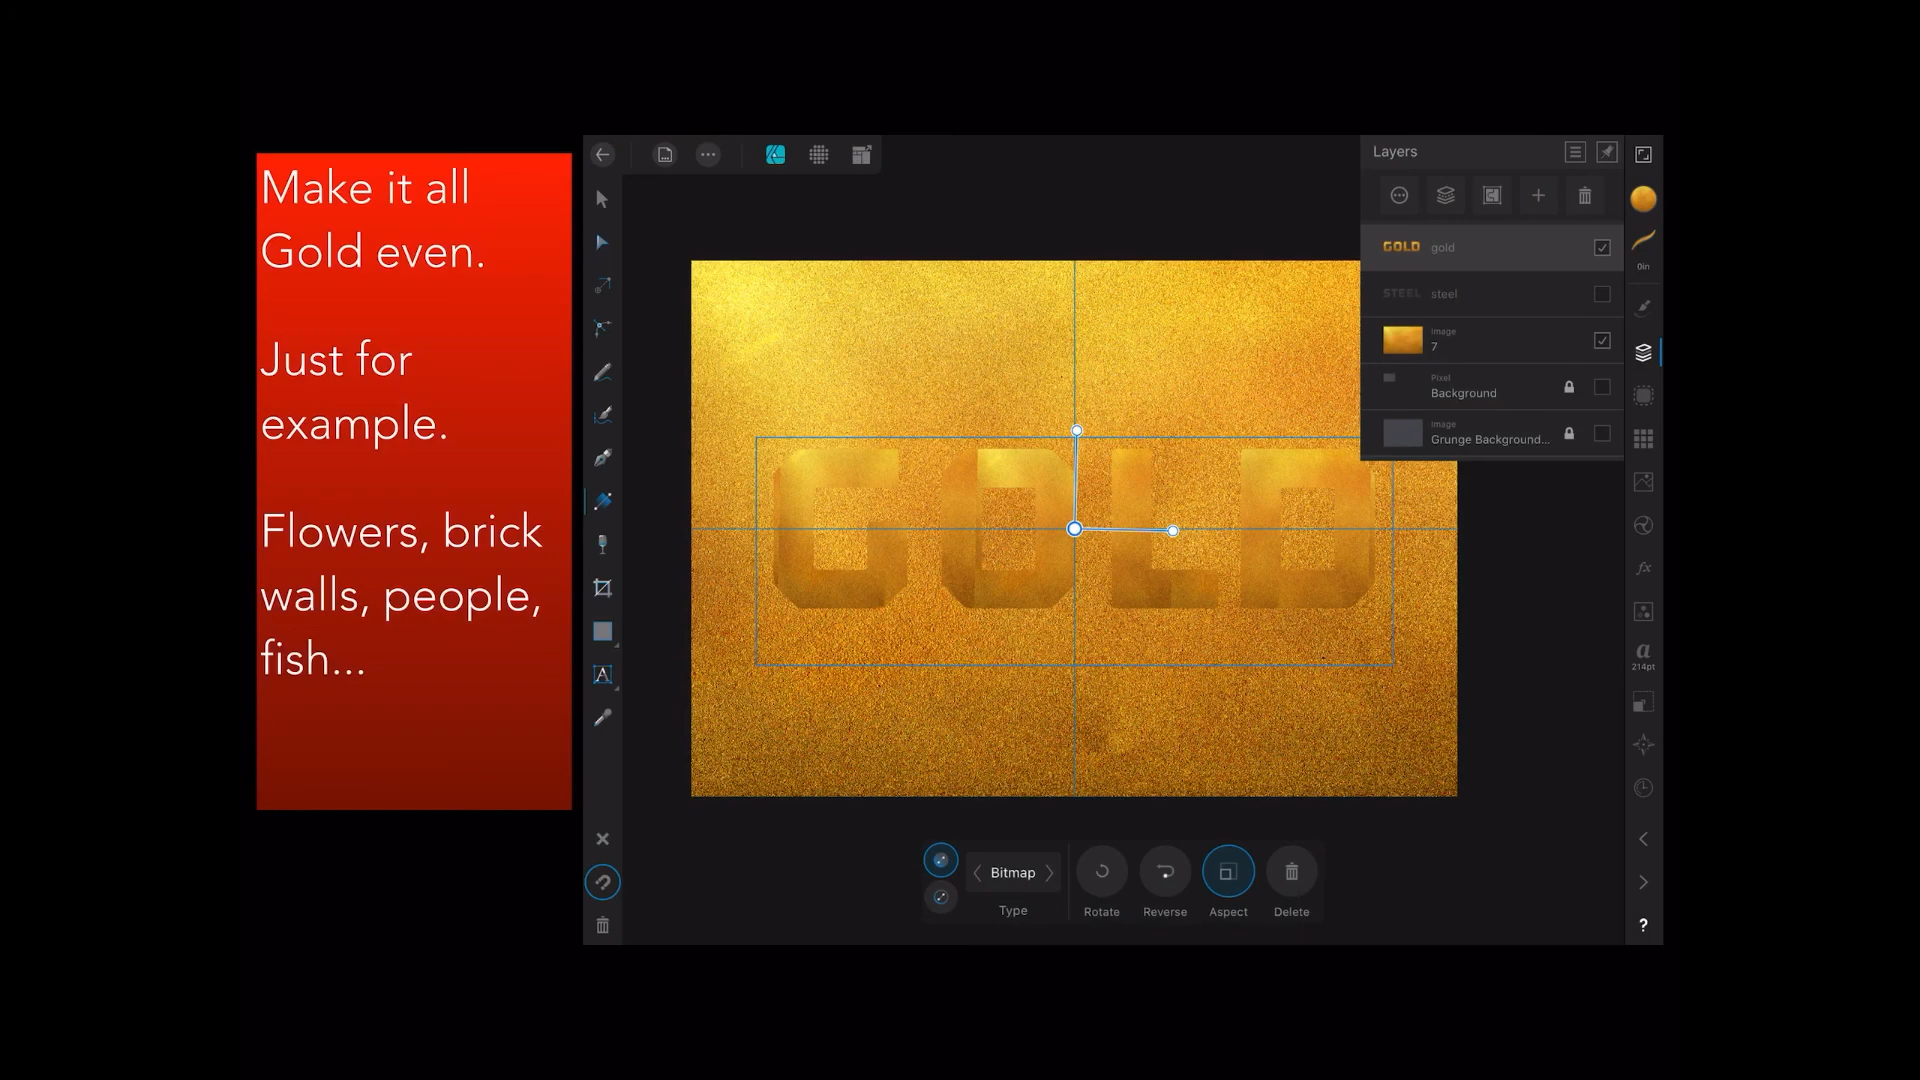 Make it all
Gold even.
Just for
example.
Flowers, brick
walls, people,
fish...
Layers
GOLD gold
STEEL steel
Image
7
Pixel
Background
Image
Grunge Background...
0in
a
214pt
fx
A
GOLD
Bitmap
Type
Rotate
Reverse
Aspect
Delete
?